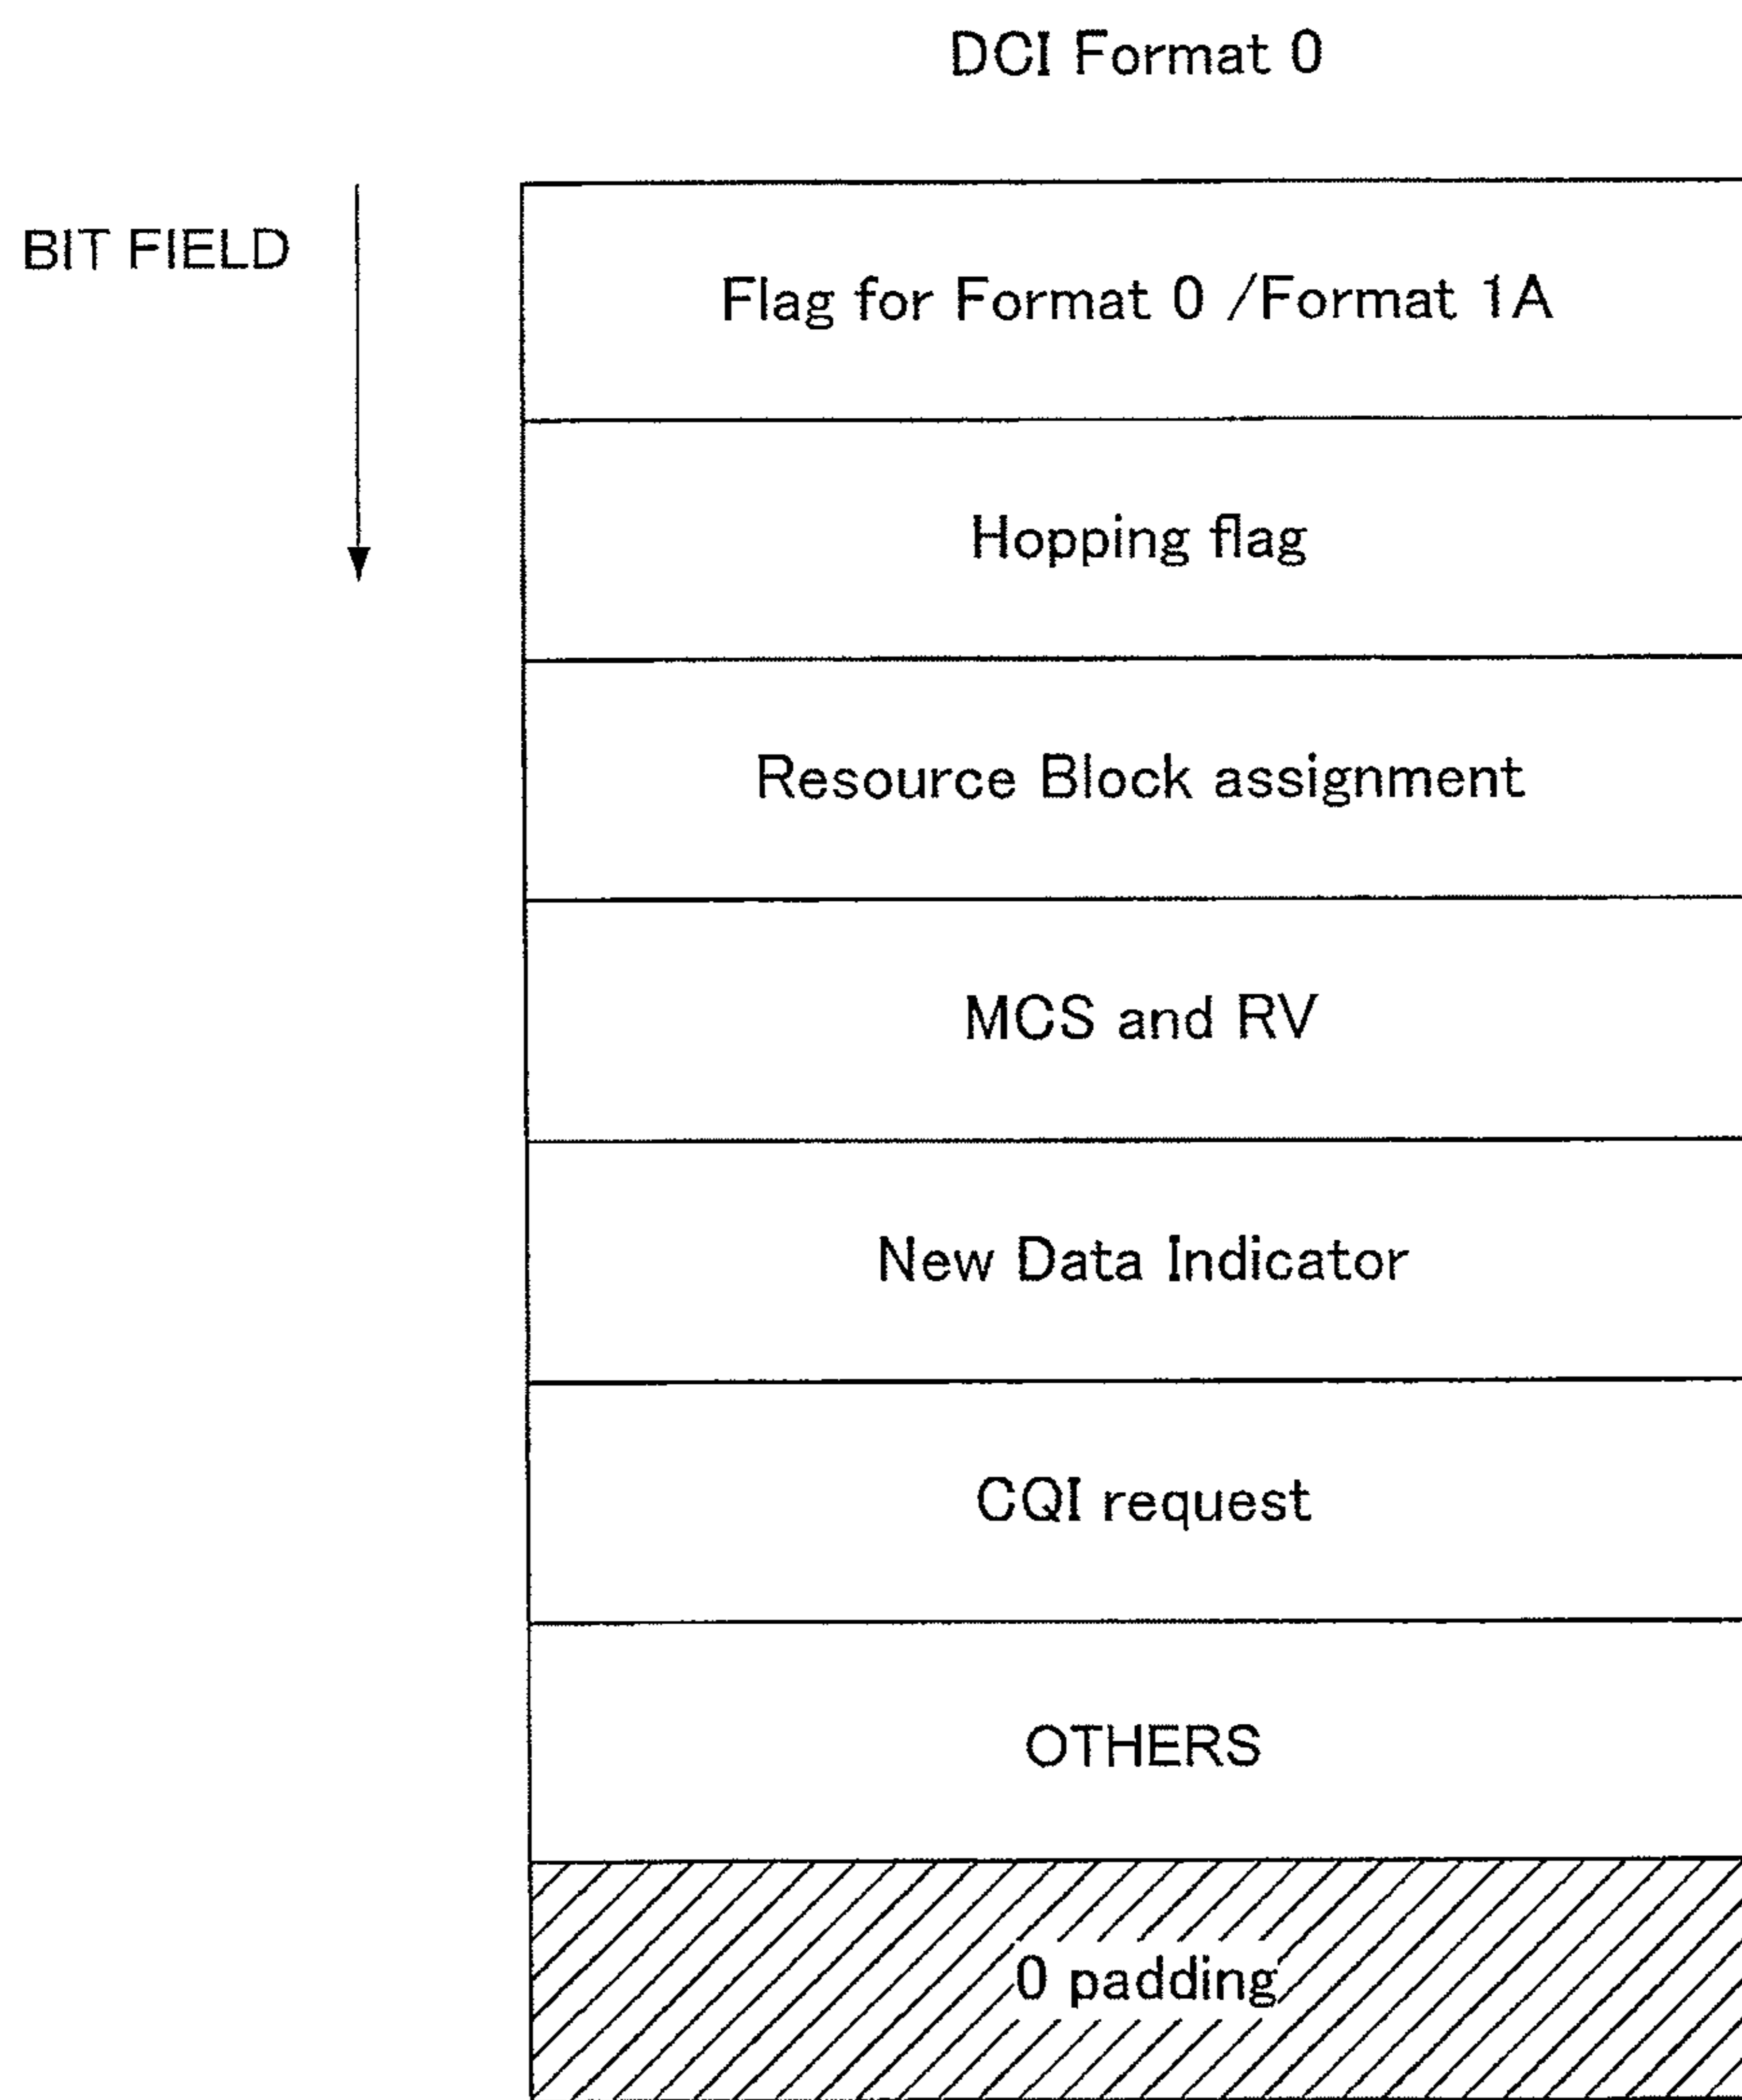 DCI Format 0
BIT FIELD
Flag for Format 0 /Format 1A
Hopping flag
Resource Block assignment
MCS and RV
New Data Indicator
CQI request
OTHERS
0 padding